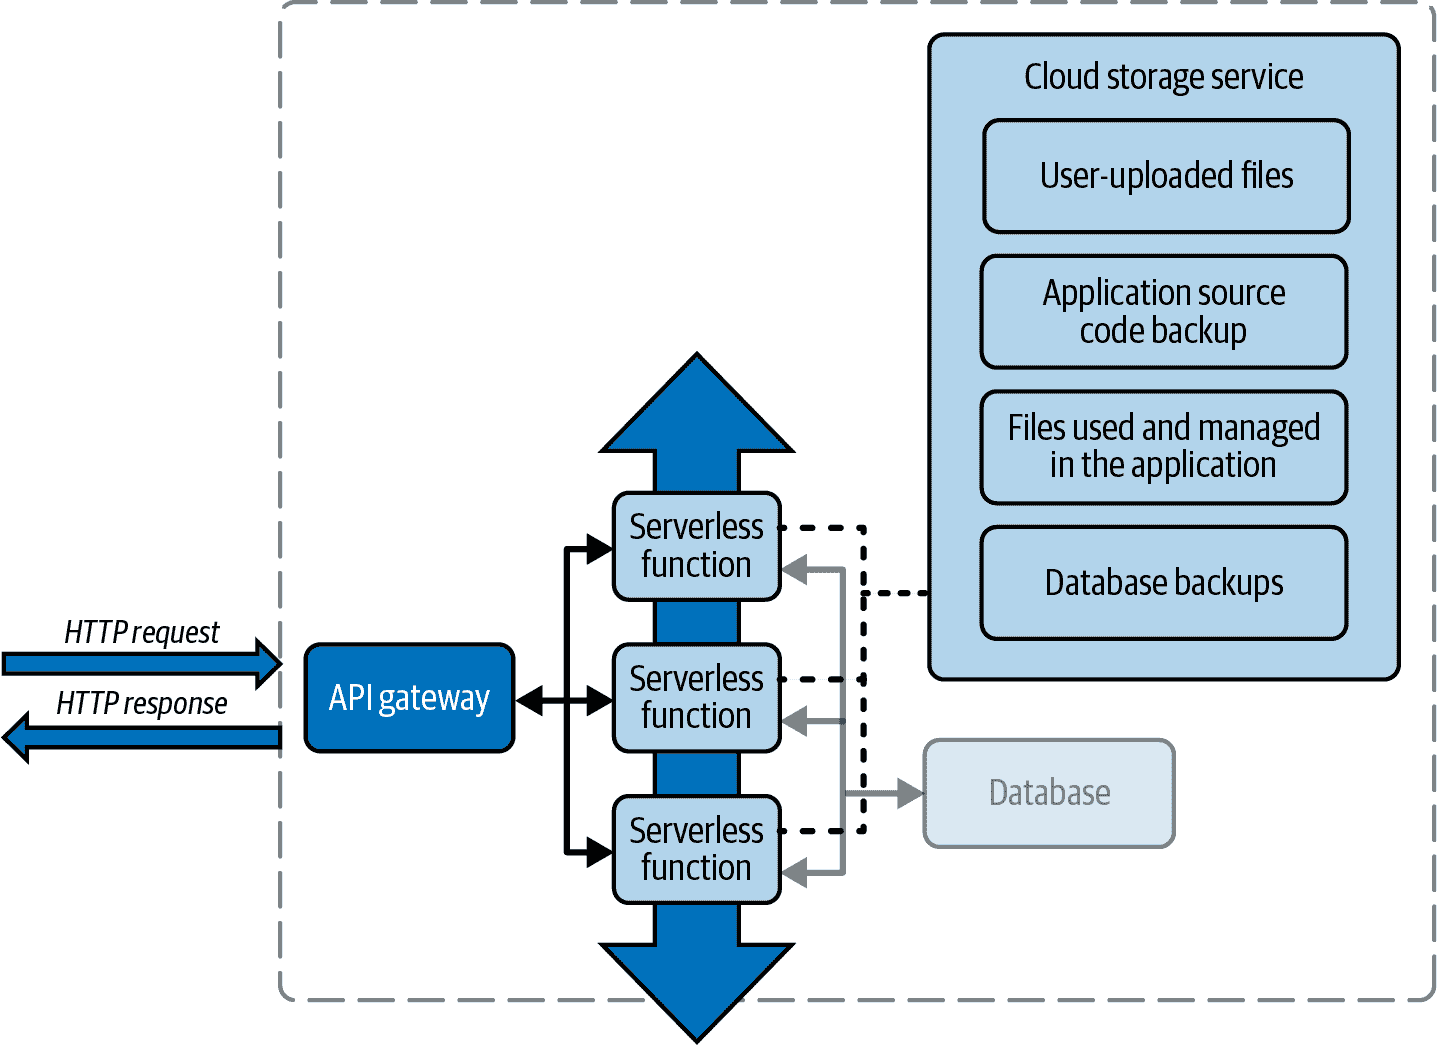 Cloud storage service
User-uploaded files
Application source
code backup
Files used and managed
in the application
Database backups
Serverless
function
HTTP request
HTTP response
API gateway
Serverless
function
Serverless
function
Database